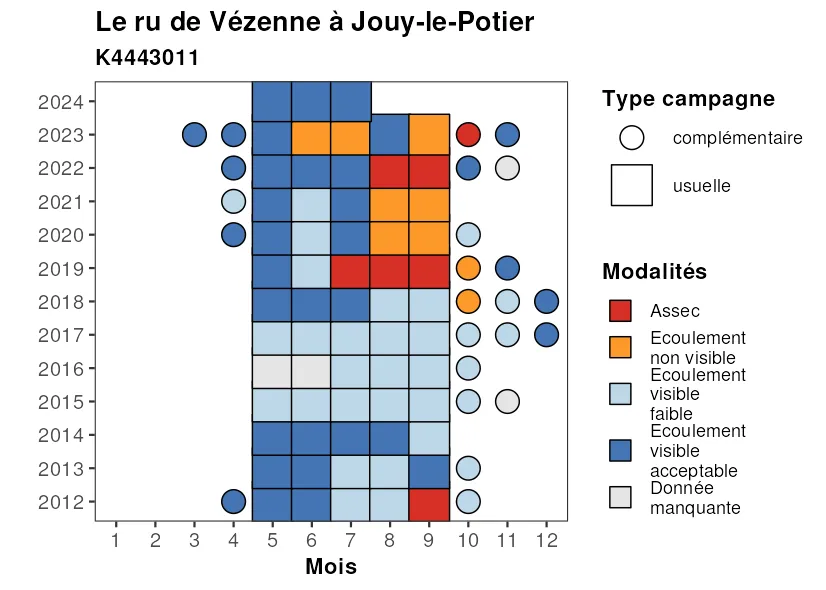 Le ru de Vézenne à Jouy-le-Potier
K4443011
2024
2023
2022
2021
2020
2019
2018
2017
2016
2015
2014
2013
2012
1 2 3 4 5 6 7 8 9 10 11 12
Mois
Type campagne
complémentaire
usuelle
Modalités
Assec
Ecoulement
non visible
Ecoulement
visible
faible
Ecoulement
visible
acceptable
Donnée
manquante